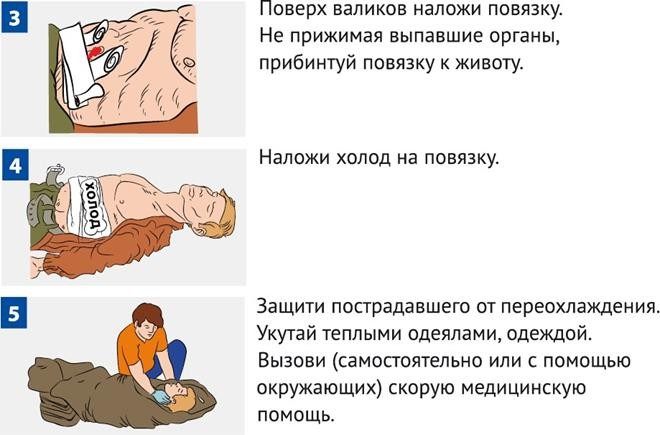 3
Поверх валиков наложи повязку.
Не прижимая выпавшие органы,
прибинтуй повязку к животу.
4
холод
Наложи холод на повязку.
5
Защити пострадавшего от переохлаждения.
Укутай теплыми одеялами, одеждой.
Вызови (самостоятельно или с помощью
окружающих) скорую медицинскую
помощь.